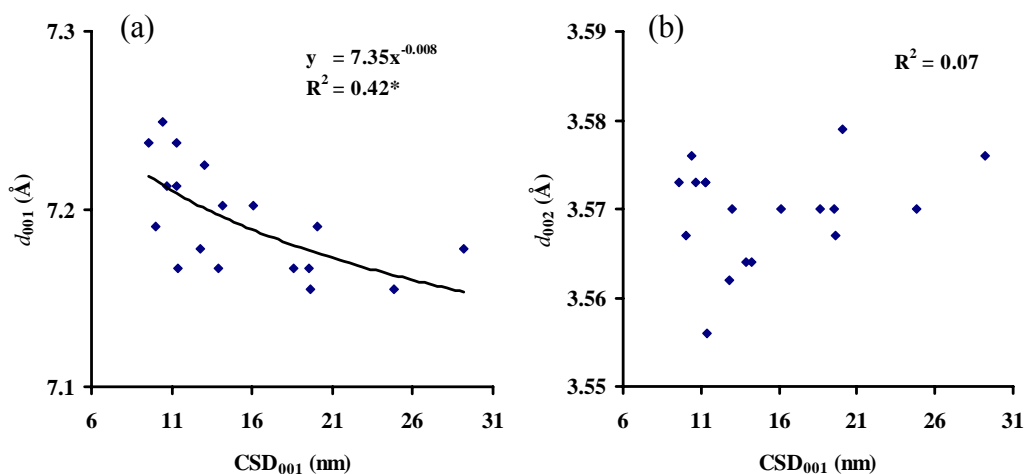 (a)
y = 7.35x^-0.008
R² = 0.42*
7.3
7.2
7.1
d₀₀₁ (Å)
6 11 16 21 26 31
CSD₀₀₁ (nm)
(b)
R² = 0.07
3.59
3.58
3.57
3.56
3.55
d₀₀₂ (Å)
6 11 16 21 26 31
CSD₀₀₁ (nm)